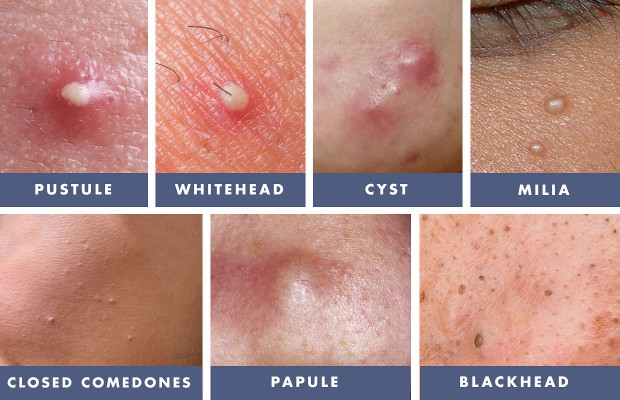 PUSTULE
WHITEHEAD
CYST
MILIA
CLOSED COMEDONES
PAPULE
BLACKHEAD